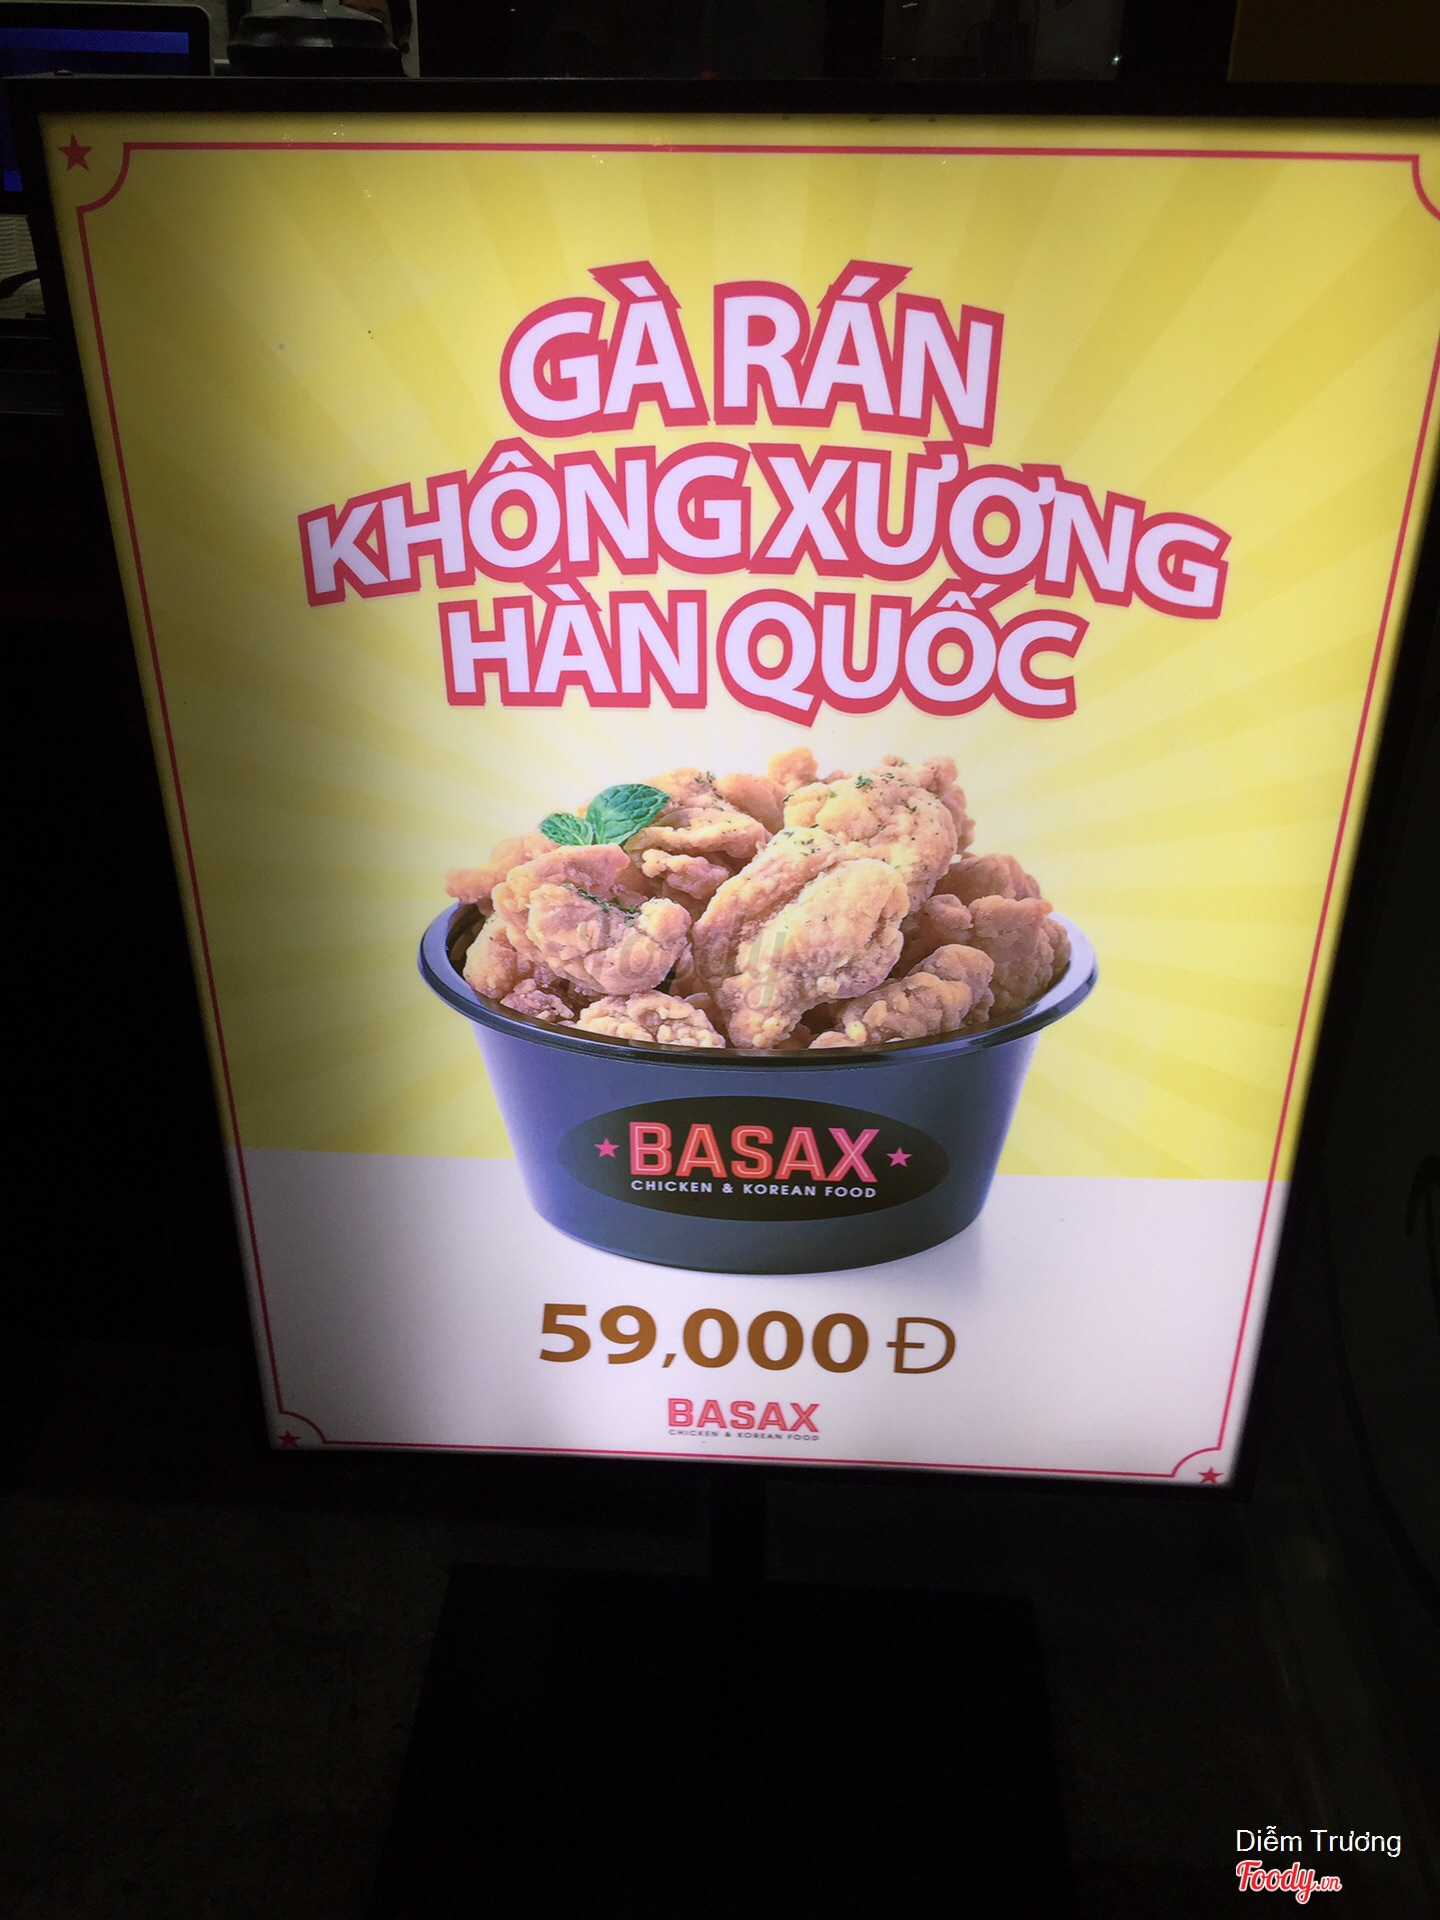 GÀ RÁN
KHÔNG XƯƠNG
HÀN QUỐC
Foody
BASAX
CHICKEN & KOREAN FOOD
59,000 Đ
BASAX
CHICKEN & KOREAN FOOD
Diễm Trương
Foody.vn